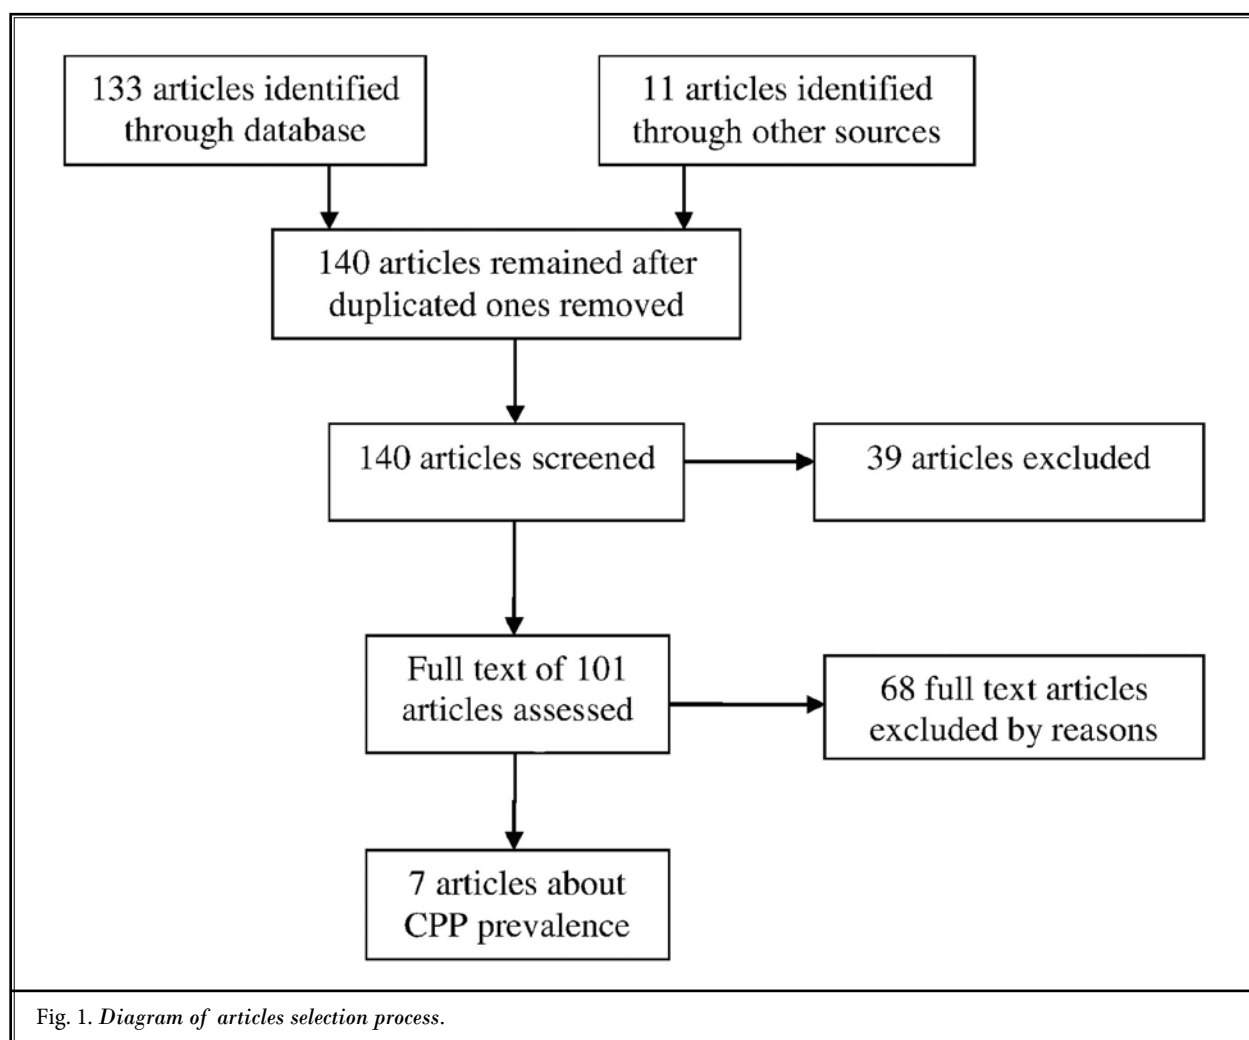 133 articles identified
through database
11 articles identified
through other sources
140 articles remained after
duplicated ones removed
140 articles screened
39 articles excluded
Full text of 101
articles assessed
68 full text articles
excluded by reasons
7 articles about
CPP prevalence
Fig. 1. Diagram of articles selection process.